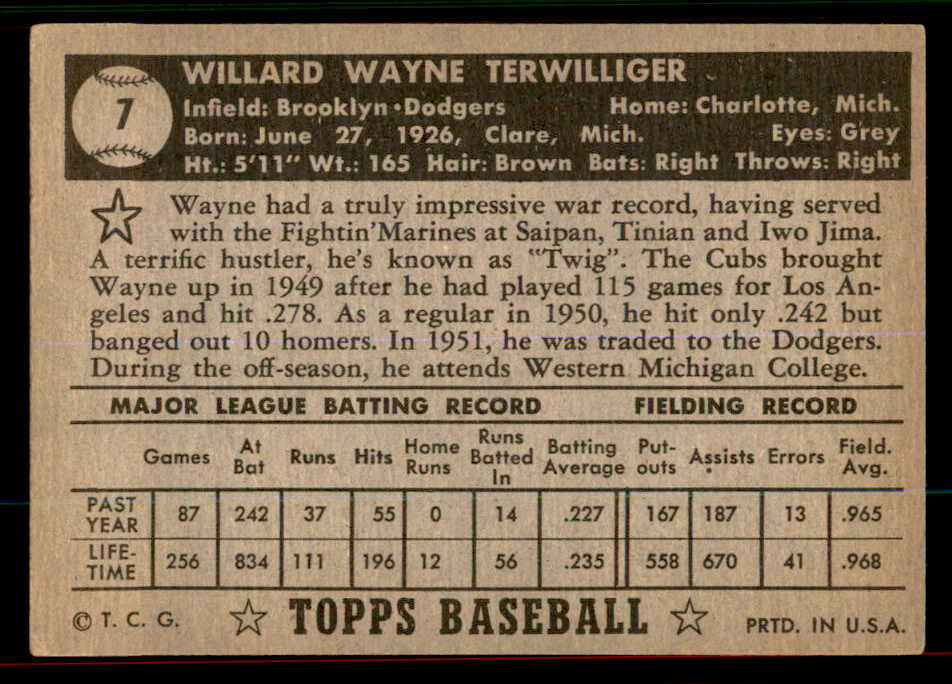 7
WILLARD WAYNE TERWILLIGER
Infield: Brooklyn•Dodgers Home: Charlotte, Mich.
Born: June 27, 1926, Clare, Mich. Eyes: Grey
Ht.: 5'11" Wt.: 165 Hair: Brown Bats: Right Throws: Right
Wayne had a truly impressive war record, having served
with the Fightin'Marines at Saipan, Tinian and Iwo Jima.
A terrific hustler, he's known as "Twig". The Cubs brought
Wayne up in 1949 after he had played 115 games for Los An-
geles and hit .278. As a regular in 1950, he hit only .242 but
banged out 10 homers. In 1951, he was traded to the Dodgers.
During the off-season, he attends Western Michigan College.
MAJOR LEAGUE BATTING RECORD FIELDING RECORD
Games At Bat Runs Hits Home Runs Runs Batted In Batting Average Put-outs Assists Errors Field. Avg.
PAST YEAR 87 242 37 55 0 14 .227 167 187 13 .965
LIFE-TIME 256 834 111 196 12 56 .235 558 670 41 .968
© T. C. G. TOPPS BASEBALL PRTD. IN U.S.A.